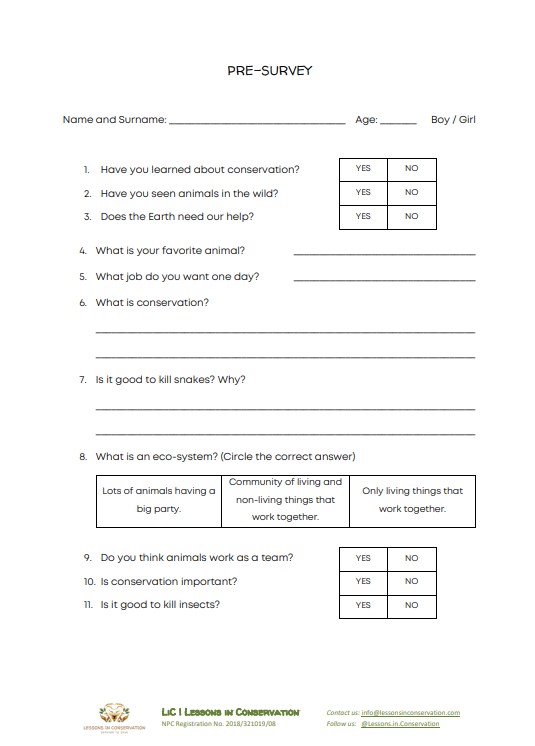 PRE-SURVEY
Name and Surname: ______________________________ Age: ______ Boy / Girl
1. Have you learned about conservation? YES NO
2. Have you seen animals in the wild? YES NO
3. Does the Earth need our help? YES NO
4. What is your favorite animal? ______________________________
5. What job do you want one day? ______________________________
6. What is conservation?
7. Is it good to kill snakes? Why?
8. What is an eco-system? (Circle the correct answer)
Lots of animals having a
big party.
Community of living and
non-living things that
work together.
Only living things that
work together.
9. Do you think animals work as a team? YES NO
10. Is conservation important? YES NO
11. Is it good to kill insects? YES NO
LESSONS IN CONSERVATION
LiC | Lessons in Conservation
NPC Registration No. 2018/321019/08
Contact us: info@lessonsinconservation.com
Follow us: @Lessons.in.Conservation